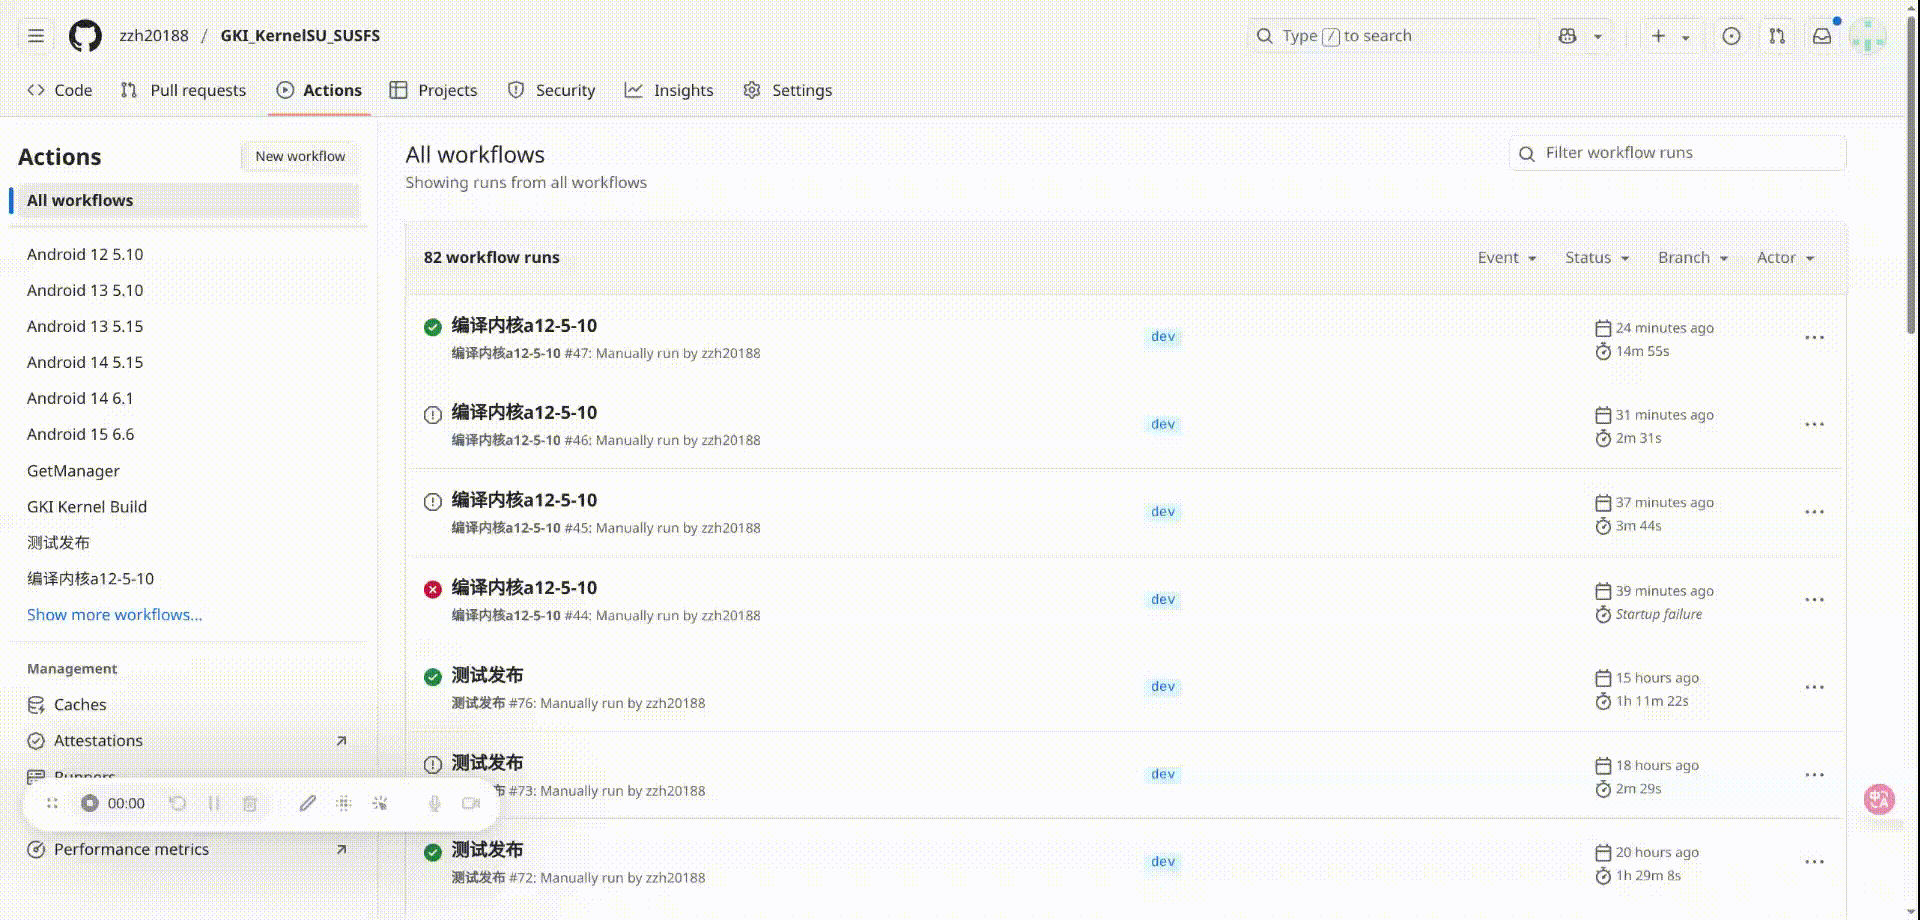 zzh20188 / GKI_KernelSU_SUSFS
Type / to search
Code
Pull requests
Actions
Projects
Security
Insights
Settings
Actions
New workflow
All workflows
Android 12 5.10
Android 13 5.10
Android 13 5.15
Android 14 5.15
Android 14 6.1
Android 15 6.6
GetManager
GKI Kernel Build
测试发布
编译内核a12-5-10
Show more workflows...
Management
Caches
Attestations
Runners
00:00
Performance metrics
All workflows
Showing runs from all workflows
Filter workflow runs
82 workflow runs
Event
Status
Branch
Actor
编译内核a12-5-10
编译内核a12-5-10 #47: Manually run by zzh20188
dev
24 minutes ago
14m 55s
编译内核a12-5-10
编译内核a12-5-10 #46: Manually run by zzh20188
dev
31 minutes ago
2m 31s
编译内核a12-5-10
编译内核a12-5-10 #45: Manually run by zzh20188
dev
37 minutes ago
3m 44s
编译内核a12-5-10
编译内核a12-5-10 #44: Manually run by zzh20188
dev
39 minutes ago
Startup failure
测试发布
测试发布 #76: Manually run by zzh20188
dev
15 hours ago
1h 11m 22s
测试发布
布 #73: Manually run by zzh20188
dev
18 hours ago
2m 29s
测试发布
测试发布 #72: Manually run by zzh20188
dev
20 hours ago
1h 29m 8s
中A